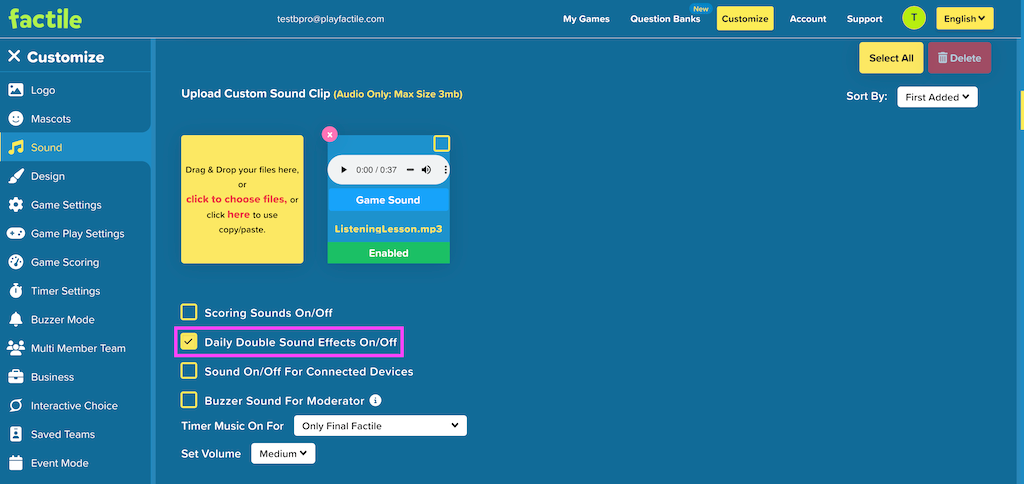 factile
testbpro@playfactile.com
My Games
Question Banks
New
Customize
Account
Support
T
English
Customize
Logo
Mascots
Sound
Design
Game Settings
Game Play Settings
Game Scoring
Timer Settings
Buzzer Mode
Multi Member Team
Business
Interactive Choice
Saved Teams
Event Mode
Select All
Delete
Upload Custom Sound Clip (Audio Only: Max Size 3mb)
Sort By:
First Added
Drag & Drop your files here,
or
click to choose files, or
click here to use
copy/paste.
x
0:00 / 0:37
Game Sound
ListeningLesson.mp3
Enabled
Scoring Sounds On/Off
Daily Double Sound Effects On/Off
Sound On/Off For Connected Devices
Buzzer Sound For Moderator i
Timer Music On For
Only Final Factile
Set Volume
Medium